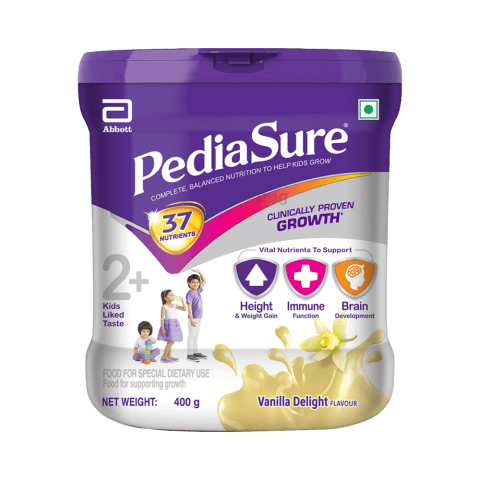 Abbott
PediaSure®
COMPLETE, BALANCED NUTRITION TO HELP KIDS GROW
37
NUTRIENTS
CLINICALLY PROVEN
GROWTH*
Vital Nutrients To Support
2+
Kids
Liked
Taste
Height
& Weight Gain
Immune
Function
Brain
Development
FOOD FOR SPECIAL DIETARY USE
Food for supporting growth
NET WEIGHT: 400 g
Vanilla Delight FLAVOUR